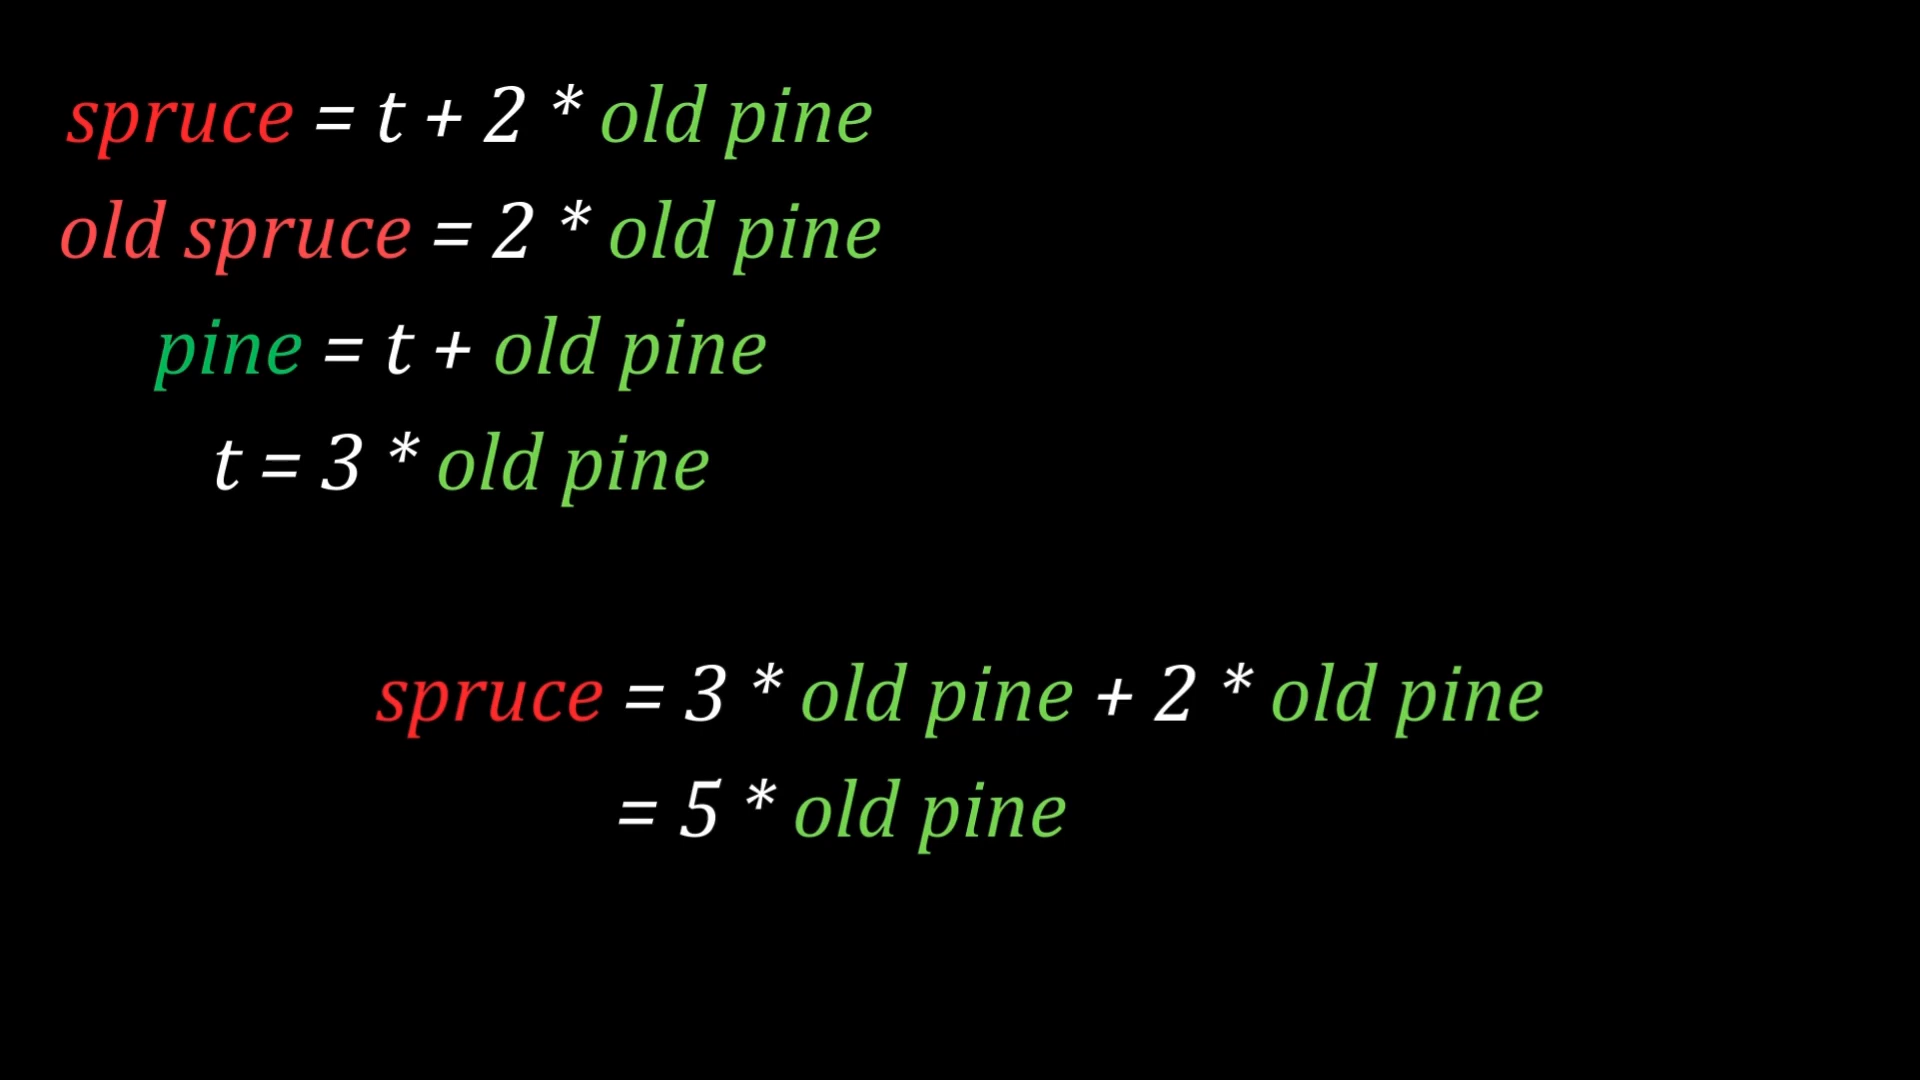 spruce = t + 2 * old pine
old spruce = 2 * old pine
pine = t + old pine
t = 3 * old pine
spruce = 3 * old pine + 2 * old pine
= 5 * old pine